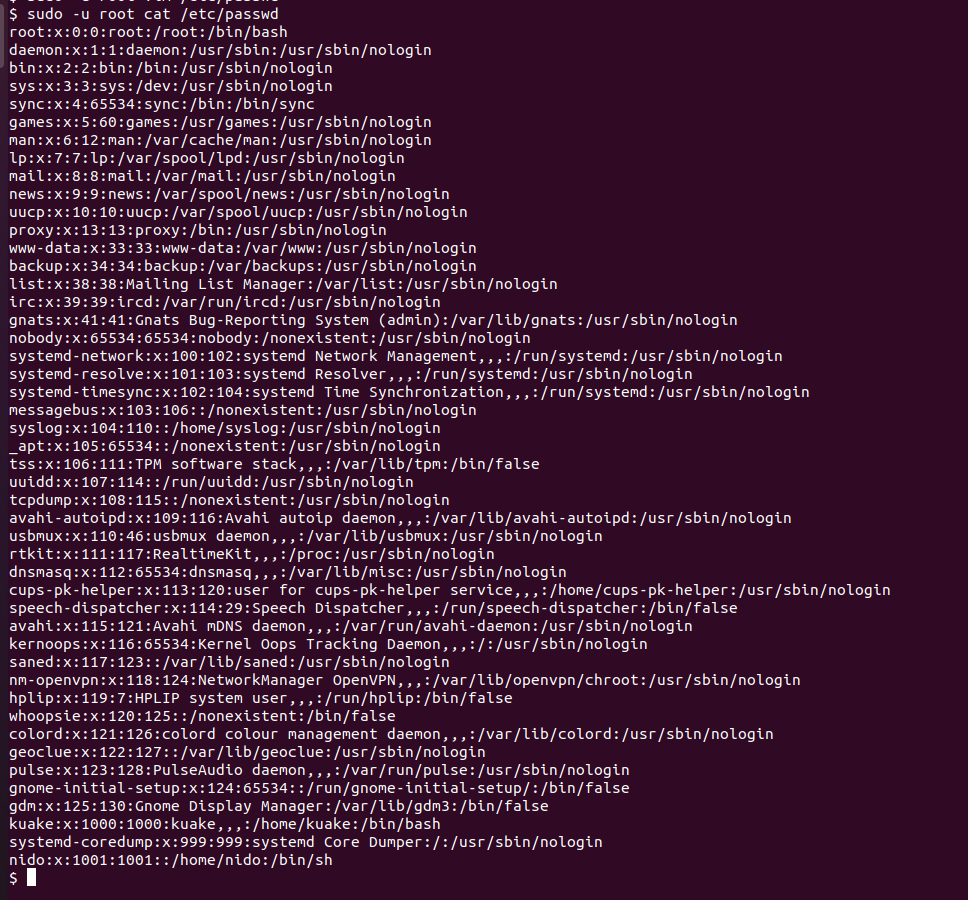 $ sudo -u root cat /etc/passwd
root:x:0:0:root:/root:/bin/bash
daemon:x:1:1:daemon:/usr/sbin:/usr/sbin/nologin
bin:x:2:2:bin:/bin:/usr/sbin/nologin
sys:x:3:3:sys:/dev:/usr/sbin/nologin
sync:x:4:65534:sync:/bin:/bin/sync
games:x:5:60:games:/usr/games:/usr/sbin/nologin
man:x:6:12:man:/var/cache/man:/usr/sbin/nologin
lp:x:7:7:lp:/var/spool/lpd:/usr/sbin/nologin
mail:x:8:8:mail:/var/mail:/usr/sbin/nologin
news:x:9:9:news:/var/spool/news:/usr/sbin/nologin
uucp:x:10:10:uucp:/var/spool/uucp:/usr/sbin/nologin
proxy:x:13:13:proxy:/bin:/usr/sbin/nologin
www-data:x:33:33:www-data:/var/www:/usr/sbin/nologin
backup:x:34:34:backup:/var/backups:/usr/sbin/nologin
list:x:38:38:Mailing List Manager:/var/list:/usr/sbin/nologin
irc:x:39:39:ircd:/var/run/ircd:/usr/sbin/nologin
gnats:x:41:41:Gnats Bug-Reporting System (admin):/var/lib/gnats:/usr/sbin/nologin
nobody:x:65534:65534:nobody:/nonexistent:/usr/sbin/nologin
systemd-network:x:100:102:systemd Network Management,,,:/run/systemd:/usr/sbin/nologin
systemd-resolve:x:101:103:systemd Resolver,,,:/run/systemd:/usr/sbin/nologin
systemd-timesync:x:102:104:systemd Time Synchronization,,,:/run/systemd:/usr/sbin/nologin
messagebus:x:103:106::/nonexistent:/usr/sbin/nologin
syslog:x:104:110::/home/syslog:/usr/sbin/nologin
_apt:x:105:65534::/nonexistent:/usr/sbin/nologin
tss:x:106:111:TPM software stack,,,:/var/lib/tpm:/bin/false
uuidd:x:107:114::/run/uuidd:/usr/sbin/nologin
tcpdump:x:108:115::/nonexistent:/usr/sbin/nologin
avahi-autoipd:x:109:116:Avahi autoip daemon,,,:/var/lib/avahi-autoipd:/usr/sbin/nologin
usbmux:x:110:46:usbmux daemon,,,:/var/lib/usbmux:/usr/sbin/nologin
rtkit:x:111:117:RealtimeKit,,,:/proc:/usr/sbin/nologin
dnsmasq:x:112:65534:dnsmasq,,,:/var/lib/misc:/usr/sbin/nologin
cups-pk-helper:x:113:120:user for cups-pk-helper service,,,:/home/cups-pk-helper:/usr/sbin/nologin
speech-dispatcher:x:114:29:Speech Dispatcher,,,:/run/speech-dispatcher:/bin/false
avahi:x:115:121:Avahi mDNS daemon,,,:/var/run/avahi-daemon:/usr/sbin/nologin
kernoops:x:116:65534:Kernel Oops Tracking Daemon,,,:/:/usr/sbin/nologin
saned:x:117:123::/var/lib/saned:/usr/sbin/nologin
nm-openvpn:x:118:124:NetworkManager OpenVPN,,,:/var/lib/openvpn/chroot:/usr/sbin/nologin
hplip:x:119:7:HPLIP system user,,,:/run/hplip:/bin/false
whoopsie:x:120:125::/nonexistent:/bin/false
colord:x:121:126:colord colour management daemon,,,:/var/lib/colord:/usr/sbin/nologin
geoclue:x:122:127::/var/lib/geoclue:/usr/sbin/nologin
pulse:x:123:128:PulseAudio daemon,,,:/var/run/pulse:/usr/sbin/nologin
gnome-initial-setup:x:124:65534::/run/gnome-initial-setup/:/bin/false
gdm:x:125:130:Gnome Display Manager:/var/lib/gdm3:/bin/false
kuake:x:1000:1000:kuake,,,:/home/kuake:/bin/bash
systemd-coredump:x:999:999:systemd Core Dumper:/:/usr/sbin/nologin
nido:x:1001:1001::/home/nido:/bin/sh
$